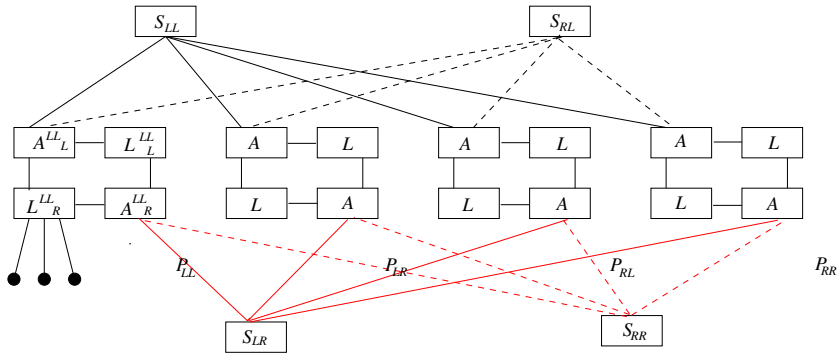 S_LL S_RL
A^LL_L L^LL_L A L A L A L
L^LL_R A^LL_R L A L A L A
P_LL P_LR P_RL P_RR
S_LR S_RR